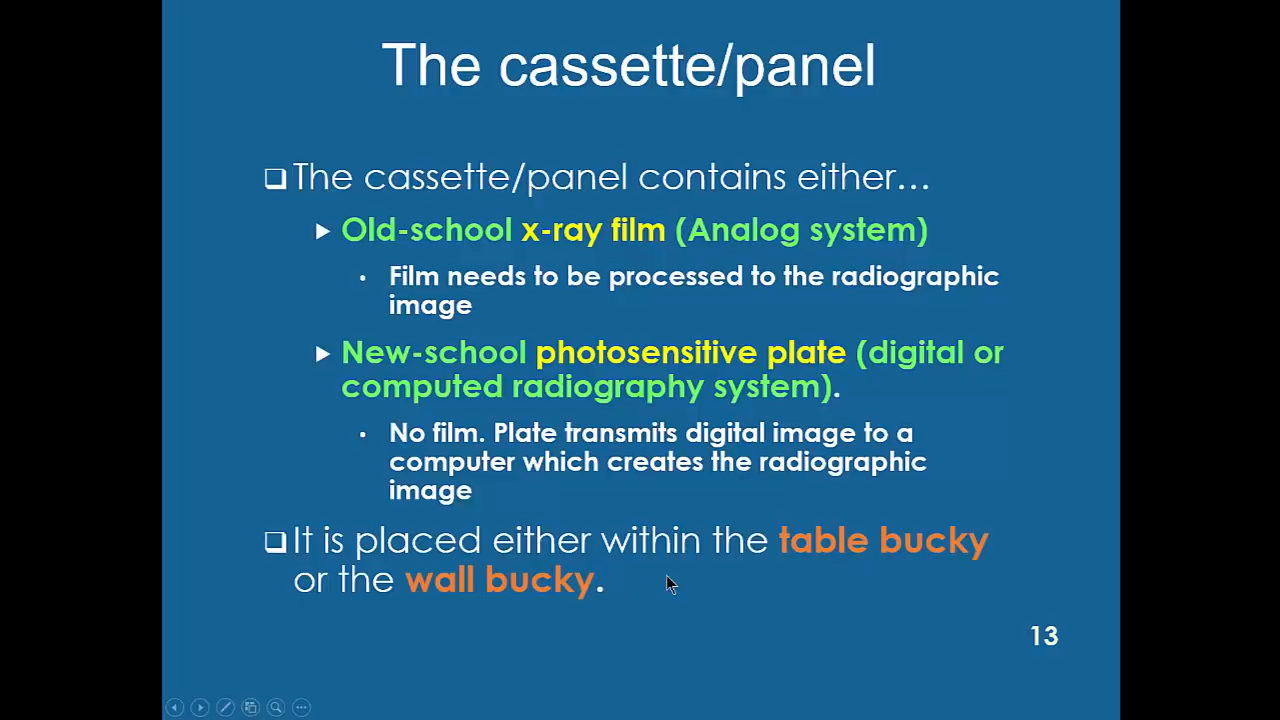 The cassette/panel
The cassette/panel contains either...
Old-school x-ray film (Analog system)
Film needs to be processed to the radiographic
image
New-school photosensitive plate (digital or
computed radiography system).
No film. Plate transmits digital image to a
computer which creates the radiographic
image
It is placed either within the table bucky
or the wall bucky.
13